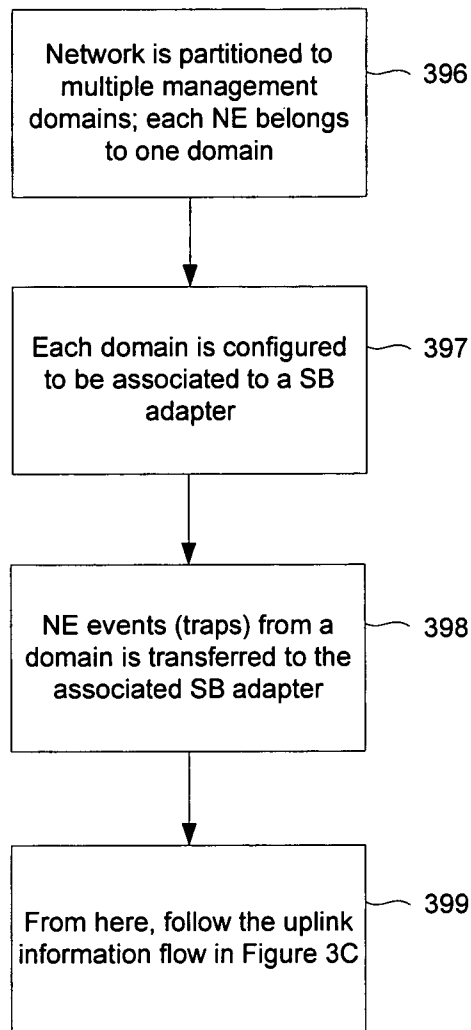 Network is partitioned to
multiple management
domains; each NE belongs
to one domain
396
Each domain is configured
to be associated to a SB
adapter
397
NE events (traps) from a
domain is transferred to the
associated SB adapter
398
From here, follow the uplink
information flow in Figure 3C
399